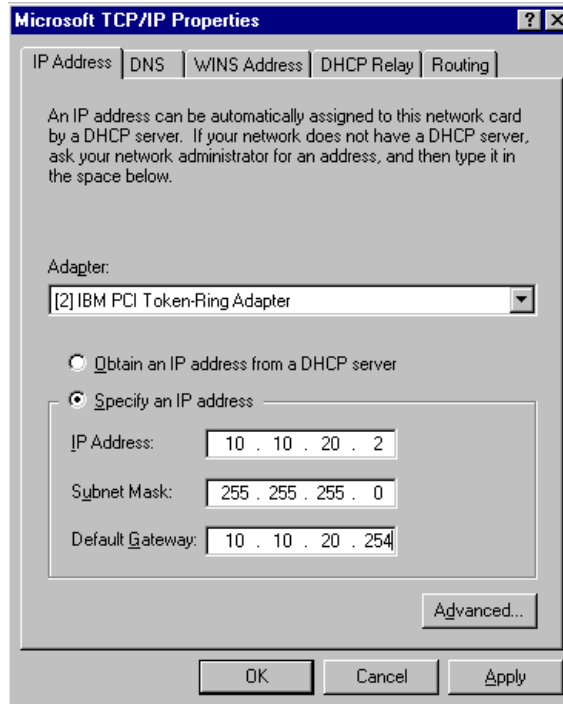 Microsoft TCP/IP Properties
IP Address DNS WINS Address DHCP Relay Routing
An IP address can be automatically assigned to this network card
by a DHCP server. If your network does not have a DHCP server,
ask your network administrator for an address, and then type it in
the space below.
Adapter:
[2] IBM PCI Token-Ring Adapter
Obtain an IP address from a DHCP server
Specify an IP address
IP Address: 10 . 10 . 20 . 2
Subnet Mask: 255 . 255 . 255 . 0
Default Gateway: 10 . 10 . 20 . 254
Advanced...
OK Cancel Apply